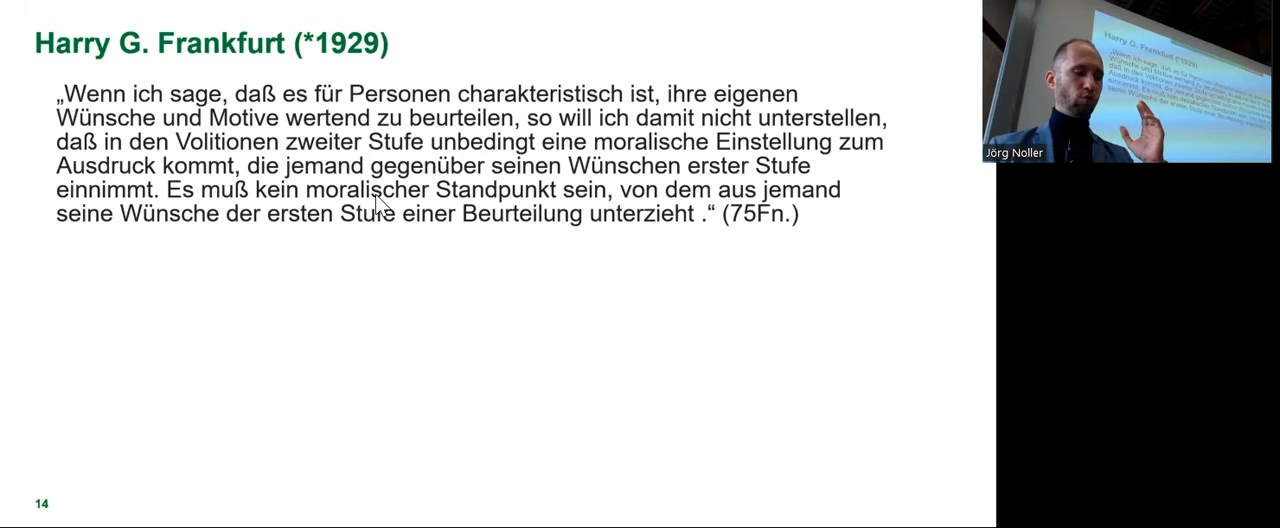 Harry G. Frankfurt (*1929)
„Wenn ich sage, daß es für Personen charakteristisch ist, ihre eigenen
Wünsche und Motive wertend zu beurteilen, so will ich damit nicht unterstellen,
daß in den Volitionen zweiter Stufe unbedingt eine moralische Einstellung zum
Ausdruck kommt, die jemand gegenüber seinen Wünschen erster Stufe
einnimmt. Es muß kein moralischer Standpunkt sein, von dem aus jemand
seine Wünsche der ersten Stufe einer Beurteilung unterzieht .“ (75Fn.)
14
Harry G. Frankfurt (*1929)
Jörg Noller